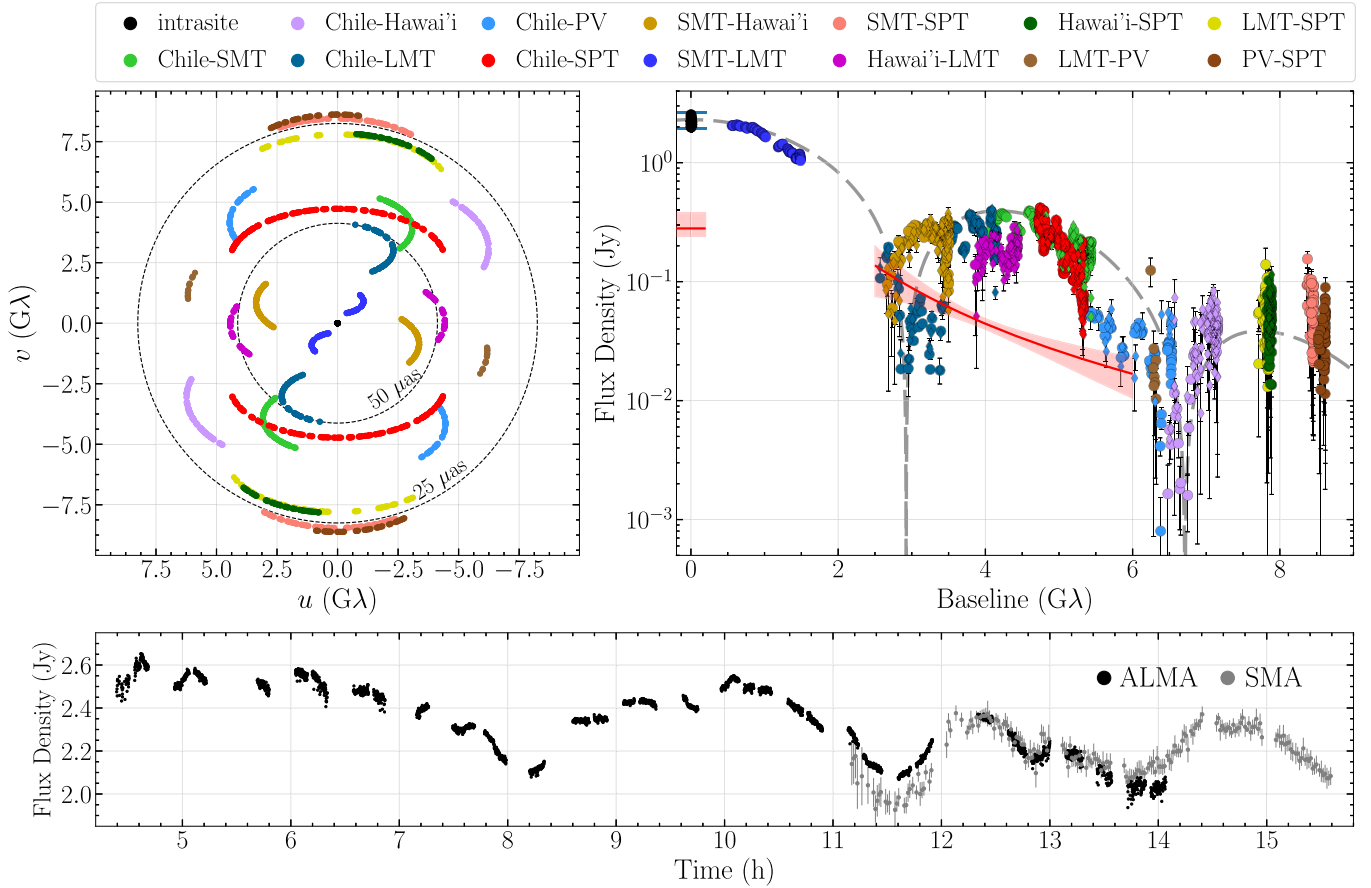 intrasite Chile-Hawai'i Chile-PV SMT-Hawai'i SMT-SPT Hawai'i-SPT LMT-SPT
Chile-SMT Chile-LMT Chile-SPT SMT-LMT Hawai'i-LMT LMT-PV PV-SPT
7.5
5.0
2.5
0.0
−2.5
−5.0
−7.5
v (Gλ)
50 μas
25 μas
7.5 5.0 2.5 0.0 −2.5 −5.0 −7.5
u (Gλ)
Flux Density (Jy)
10⁰
10⁻¹
10⁻²
10⁻³
0 2 4 6 8
Baseline (Gλ)
Flux Density (Jy)
2.6
2.4
2.2
2.0
ALMA SMA
5 6 7 8 9 10 11 12 13 14 15
Time (h)